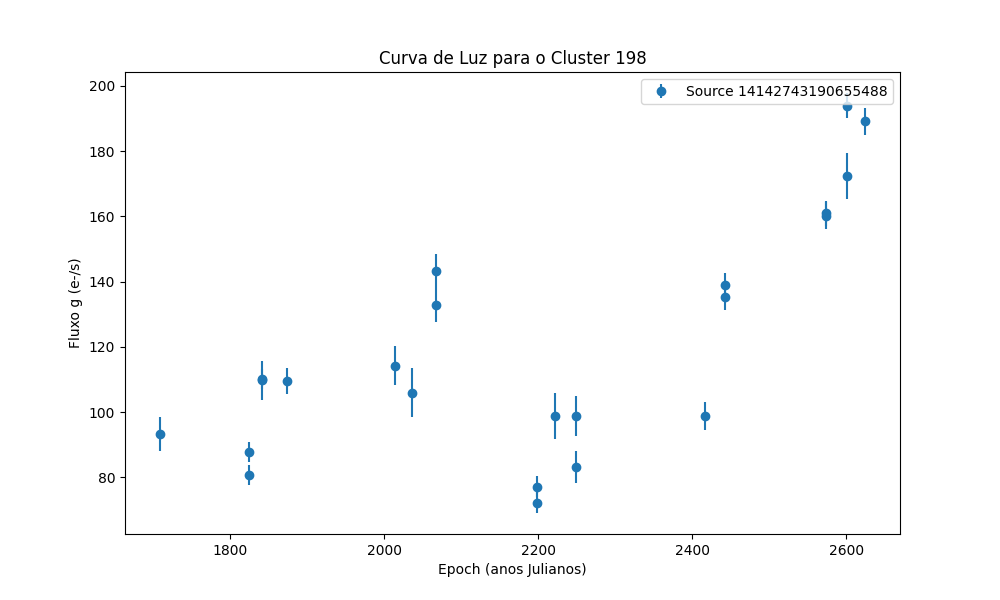 Curva de Luz para o Cluster 198
Source 14142743190655488
200
180
160
140
120
100
80
Fluxo g (e-/s)
1800 2000 2200 2400 2600
Epoch (anos Julianos)